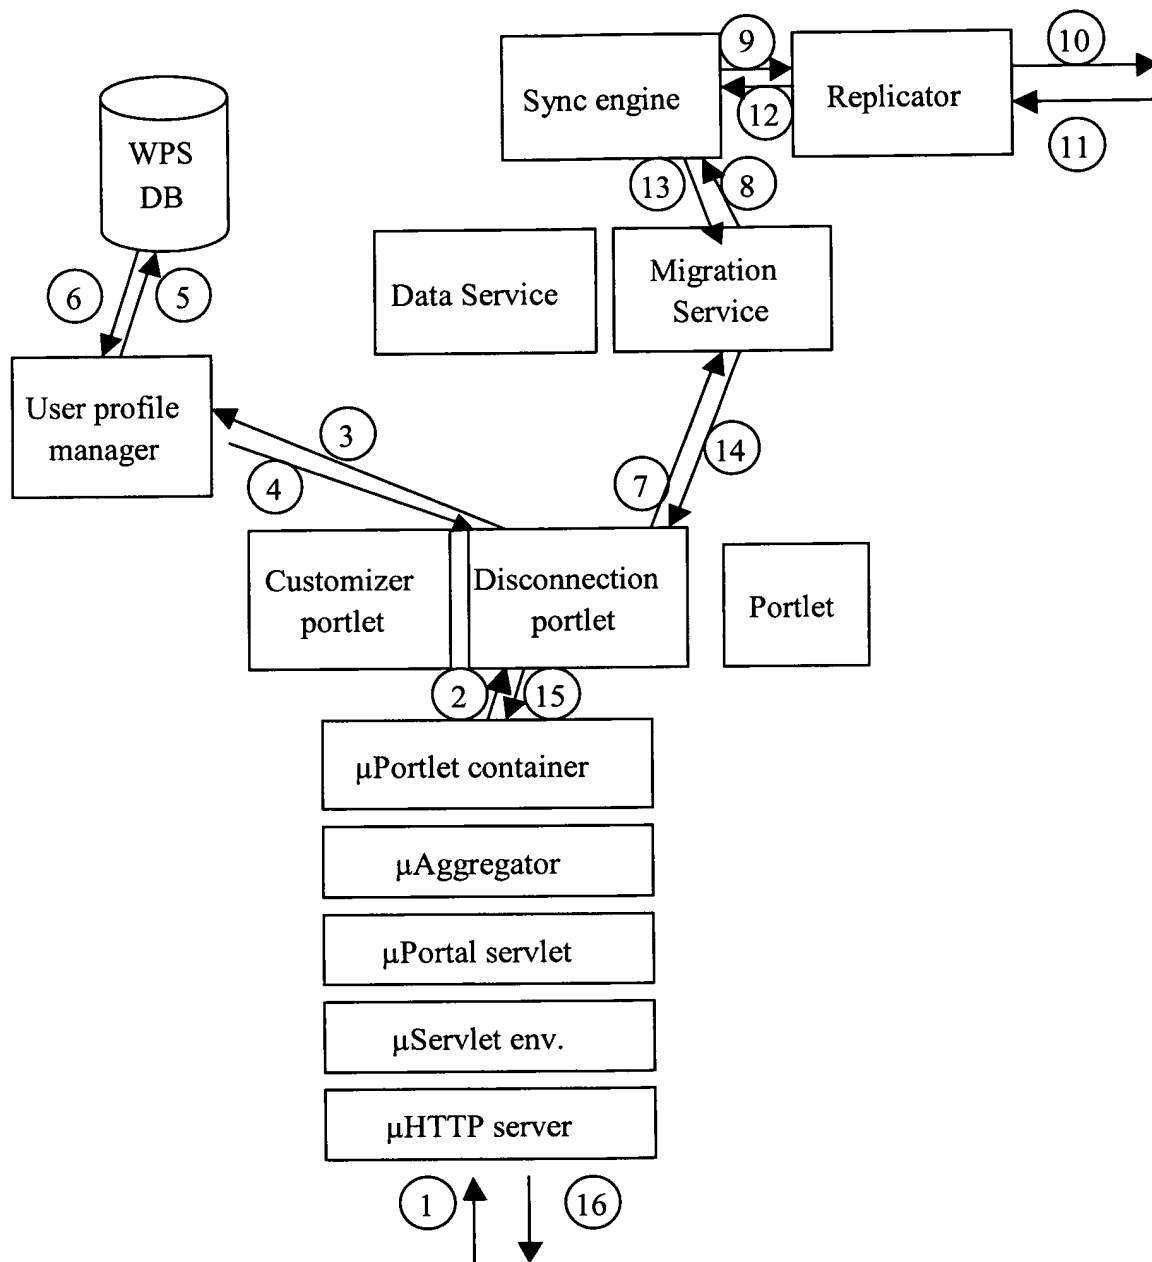 9
10
Sync engine
Replicator
12
11
WPS
DB
13
8
6
5
Data Service
Migration
Service
User profile
manager
3
4
7
14
Customizer
portlet
Disconnection
portlet
Portlet
2
15
μPortlet container
μAggregator
μPortal servlet
μServlet env.
μHTTP server
1
16